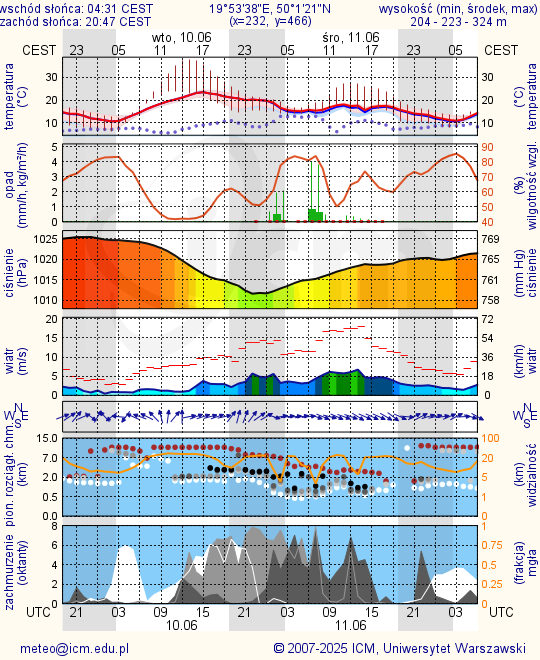 wschód słońca: 04:31 CEST 19°53'38"E, 50°1'21"N wysokość (min, środek, max)
zachód słońca: 20:47 CEST (x=232, y=466) 204 - 223 - 324 m
wto, 10.06 śro, 11.06
CEST 23 05 11 17 23 05 11 17 23 05 CEST
temperatura (°C) 30 20 10 30 20 10 (°C) temperatura
opad (mm/h, kg/m²/h) 5 4 3 2 1 0 90 80 70 60 50 40 (%) wilgotność wzgl.
ciśnienie (hPa) 1025 1020 1015 1010 769 765 761 758 (mm Hg) ciśnienie
wiatr (m/s) 20 15 10 5 0 72 54 36 18 0 (km/h) wiatr
N W E S N W E S
pion. rozciągł. chm. (km) 15.0 7.0 2.0 0.5 0.0 100 20 5 1 0 (km) widzialność
zachmurzenie (oktanty) 8 6 4 2 0 1 0.75 0.5 0.25 0 (frakcja) mgła
UTC 21 03 09 15 21 03 09 15 21 03 UTC
10.06 11.06
meteo@icm.edu.pl © 2007-2025 ICM, Uniwersytet Warszawski